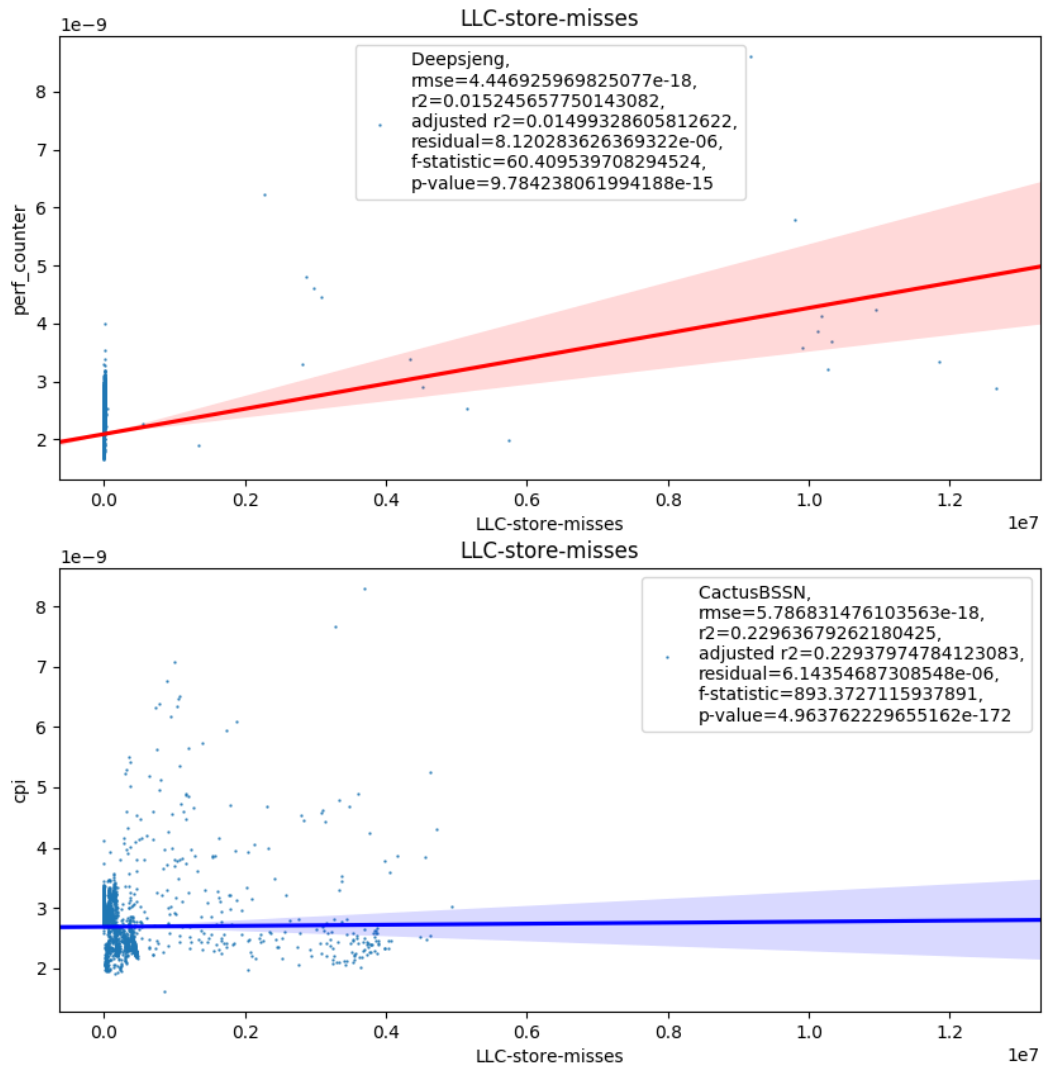 LLC-store-misses
1e−9
Deepsjeng,
rmse=4.446925969825077e-18,
r2=0.015245657750143082,
adjusted r2=0.01499328605812622,
residual=8.120283626369322e-06,
f-statistic=60.409539708294524,
p-value=9.784238061994188e-15
8
7
6
5
4
3
2
perf_counter
0.0 0.2 0.4 0.6 0.8 1.0 1.2
LLC-store-misses
1e7
LLC-store-misses
1e−9
CactusBSSN,
rmse=5.786831476103563e-18,
r2=0.22963679262180425,
adjusted r2=0.22937974784123083,
residual=6.14354687308548e-06,
f-statistic=893.3727115937891,
p-value=4.963762229655162e-172
8
7
6
5
4
3
2
cpi
0.0 0.2 0.4 0.6 0.8 1.0 1.2
LLC-store-misses
1e7